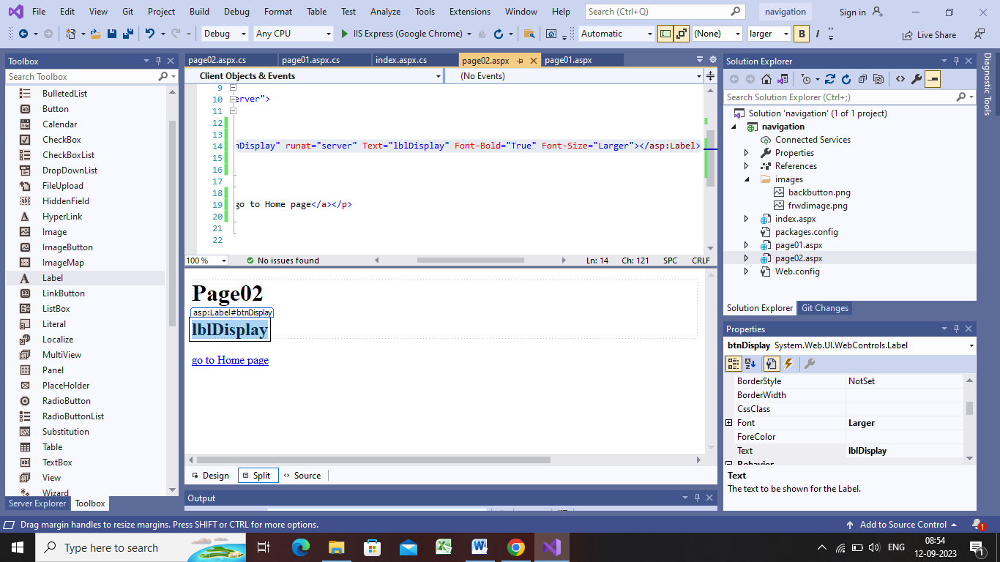 File Edit View Git Project Build Debug Format Table Test Analyze Tools Extensions Window Help Search (Ctrl+Q) navigation Sign in
Debug Any CPU IIS Express (Google Chrome) Automatic (None) larger B I Live Share
Toolbox
Search Toolbox
BulletedList
Button
Calendar
CheckBox
CheckBoxList
DropDownList
FileUpload
HiddenField
HyperLink
Image
ImageButton
ImageMap
Label
LinkButton
ListBox
Literal
Localize
MultiView
Panel
PlaceHolder
RadioButton
RadioButtonList
Substitution
Table
TextBox
View
Wizard
Server Explorer Toolbox
page02.aspx.cs page01.aspx.cs index.aspx.cs page02.aspx page01.aspx
Client Objects & Events (No Events)
9
10 erver">
11
12
13
14 nDisplay" runat="server" Text="lblDisplay" Font-Bold="True" Font-Size="Larger"></asp:Label>
15
16
17
18
19 go to Home page</a></p>
20
21
22
100 % No issues found Ln: 14 Ch: 121 SPC CRLF
Page02
asp:Label#btnDisplay
lblDisplay
go to Home page
Design Split Source
Output
Solution Explorer
Search Solution Explorer (Ctrl+;)
Solution 'navigation' (1 of 1 project)
navigation
Connected Services
Properties
References
images
backbutton.png
frwdimage.png
index.aspx
packages.config
page01.aspx
page02.aspx
Web.config
Solution Explorer Git Changes
Properties
btnDisplay System.Web.UI.WebControls.Label
BorderStyle NotSet
BorderWidth
CssClass
Font Larger
ForeColor
Text lblDisplay
Behavior
Text
The text to be shown for the Label.
Diagnostic Tools
Drag margin handles to resize margins. Press SHIFT or CTRL for more options. Add to Source Control 1
Type here to search ENG 08:54
12-09-2023 1